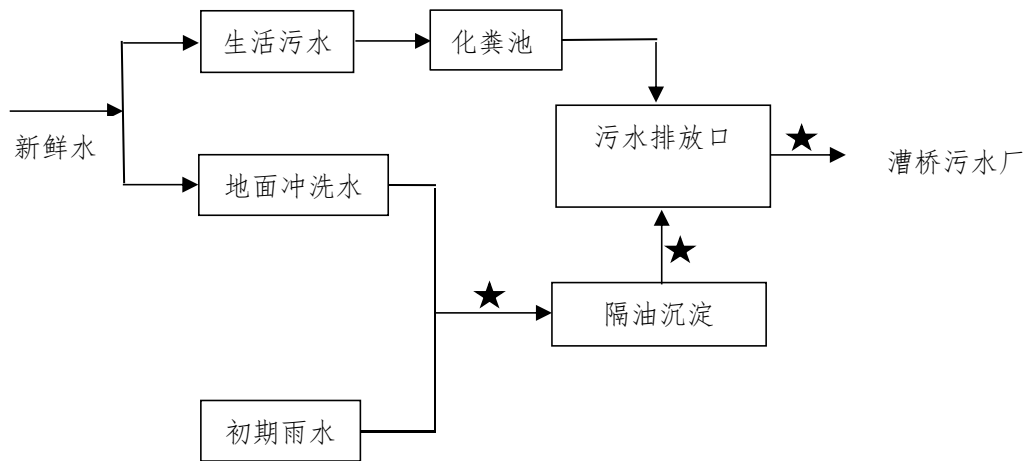 生活污水
化粪池
新鲜水
污水排放口
漕桥污水厂
地面冲洗水
隔油沉淀
初期雨水